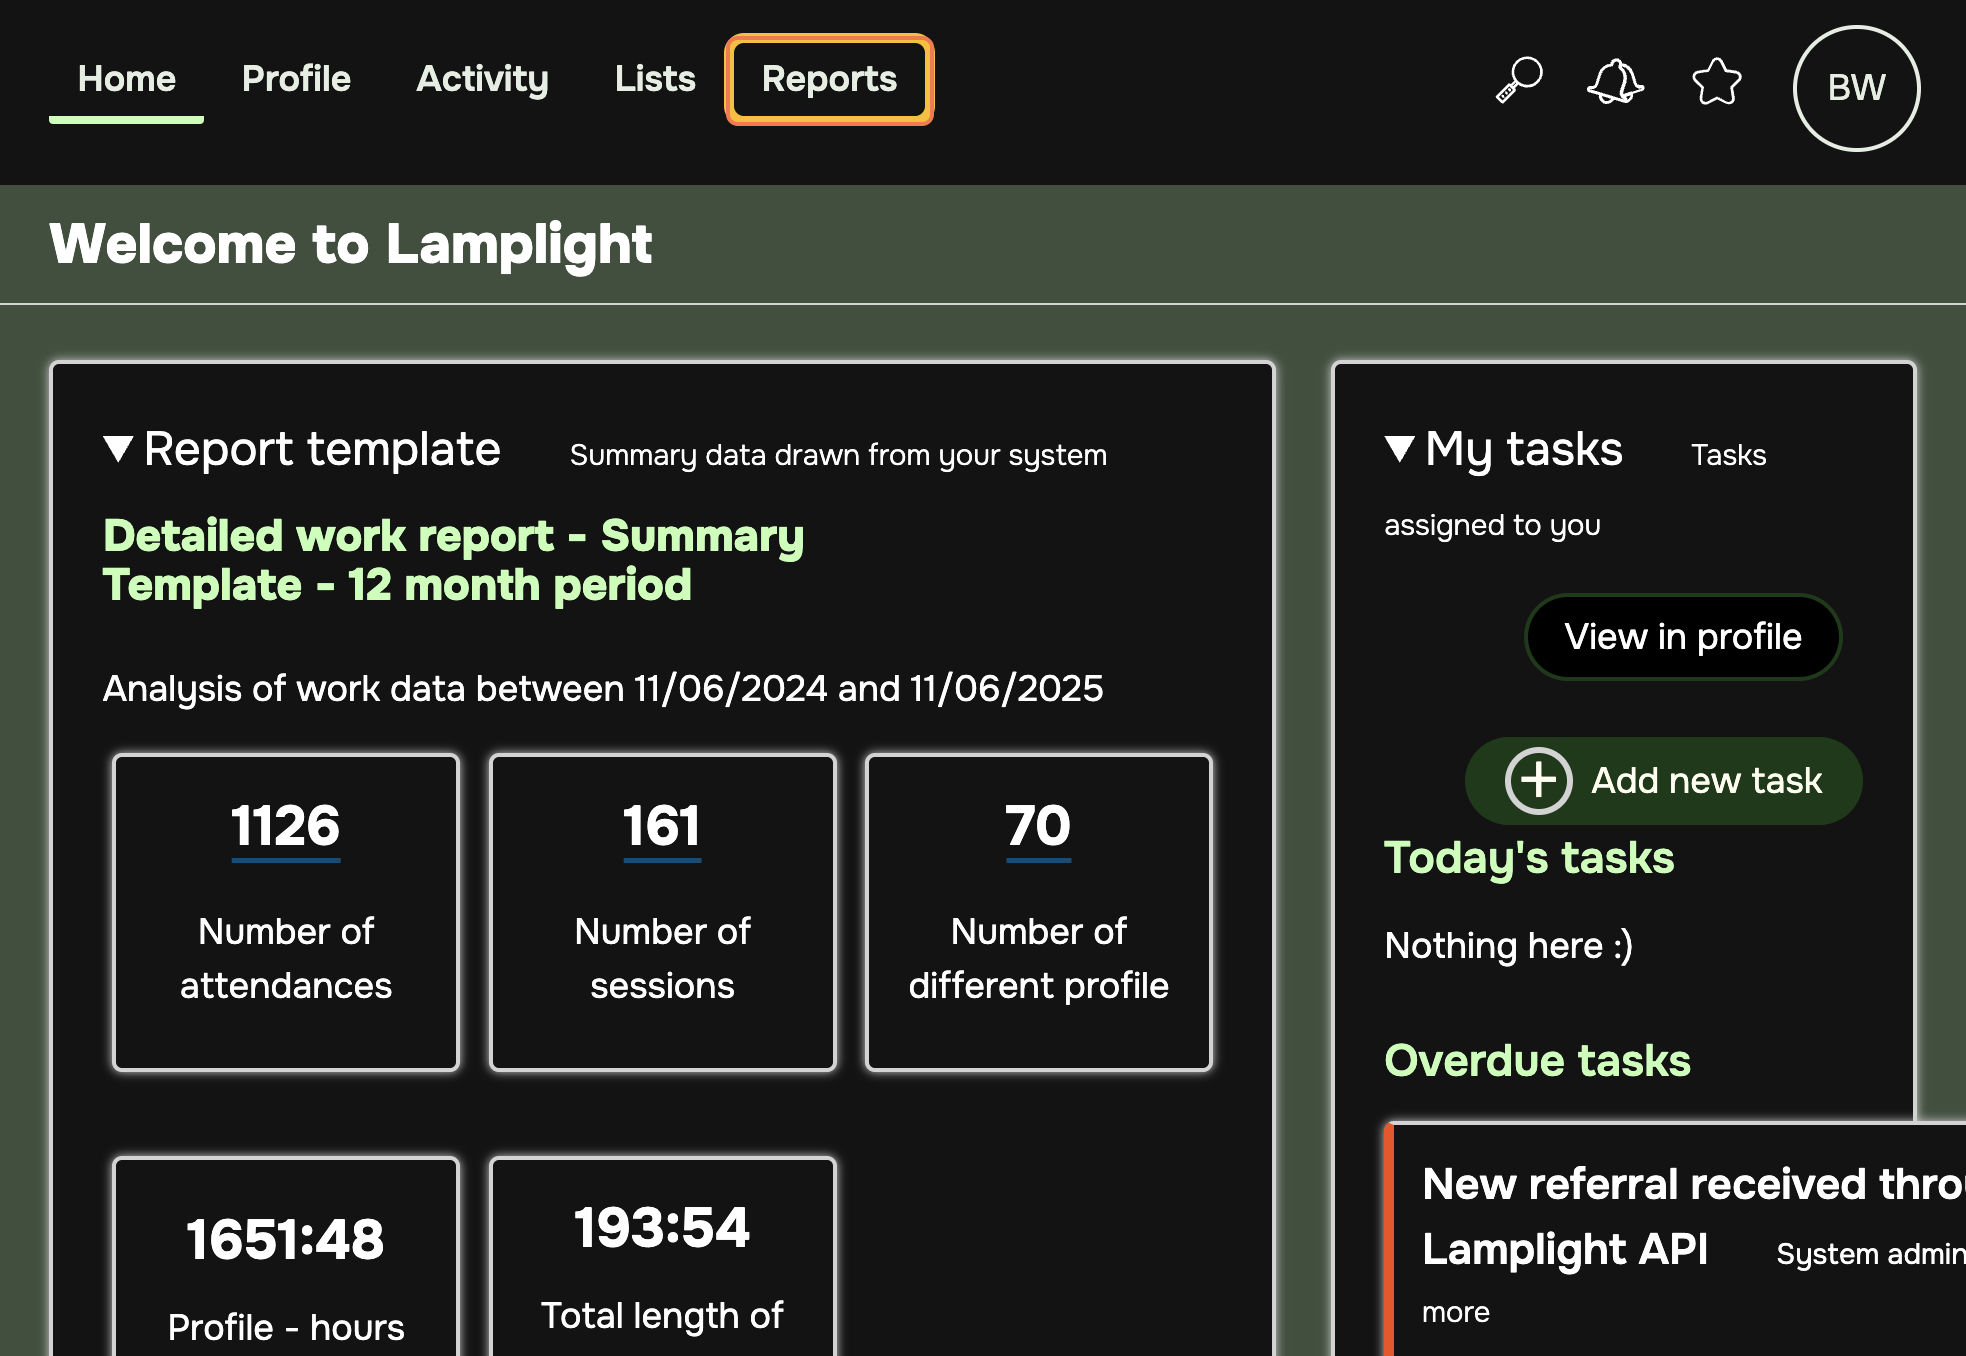 Home Profile Activity Lists Reports BW
Welcome to Lamplight
Report template Summary data drawn from your system
Detailed work report - Summary
Template - 12 month period
Analysis of work data between 11/06/2024 and 11/06/2025
1126
Number of
attendances
161
Number of
sessions
70
Number of
different profile
1651:48
Profile - hours
193:54
Total length of
My tasks Tasks
assigned to you
View in profile
Add new task
Today's tasks
Nothing here :)
Overdue tasks
New referral received throu
Lamplight API System admin
more